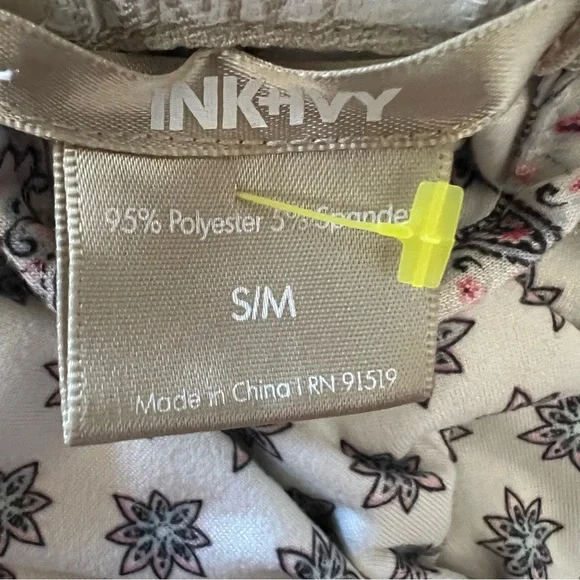 INK+IVY
95% Polyester 5% Spandex
S/M
Made in China | RN 91519